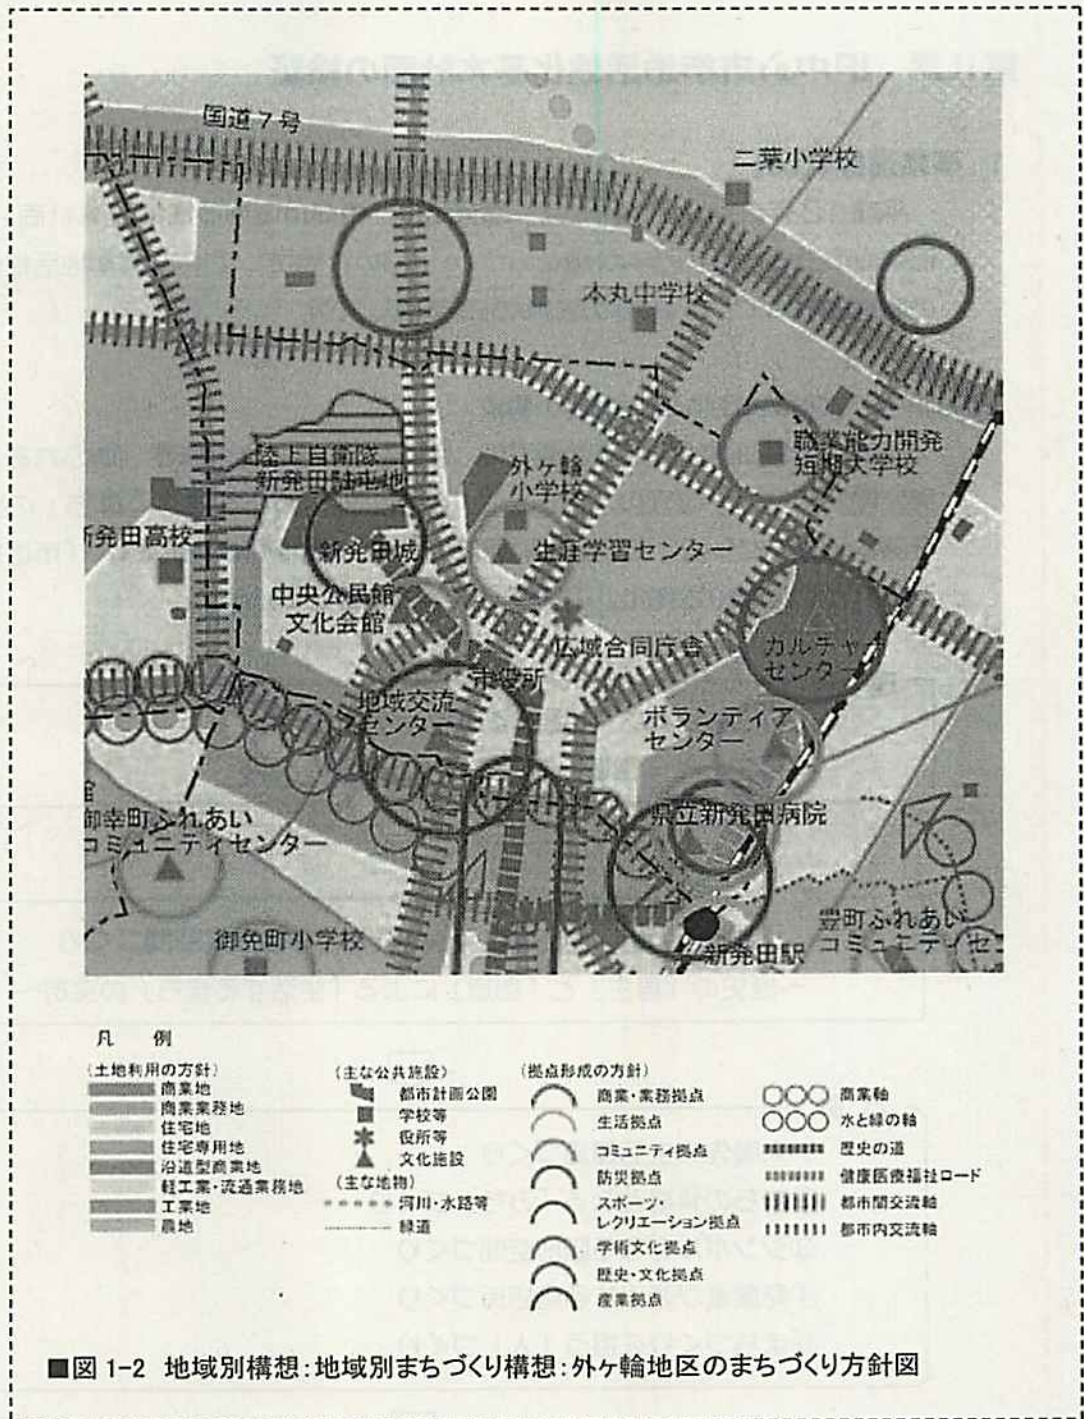 国道7号
二葉小学校
本丸中学校
職業能力開発
短期大学校
陸上自衛隊
新発田駐屯地
外ヶ輪
小学校
新発田高校
新発田城
生涯学習センター
中央公民館
文化会館
広域合同庁舎
カルチャー
センター
市役所
地域交流
センター
ボランティア
センター
県立新発田病院
館
御幸町ふれあい
コミュニティセンター
御免町小学校
豊町ふれあい
コミュニティセ
新発田駅
凡 例
(土地利用の方針)
商業地
商業業務地
住宅地
住宅専用地
沿道型商業地
軽工業・流通業務地
工業地
農地
(主な公共施設)
都市計画公園
学校等
役所等
文化施設
(主な地物)
河川・水路等
緑道
(拠点形成の方針)
商業・業務拠点
生活拠点
コミュニティ拠点
防災拠点
スポーツ・
レクリエーション拠点
学術文化拠点
歴史・文化拠点
産業拠点
商業軸
水と緑の軸
歴史の道
健康医療福祉ロード
都市間交流軸
都市内交流軸
■図 1-2 地域別構想:地域別まちづくり構想:外ヶ輪地区のまちづくり方針図